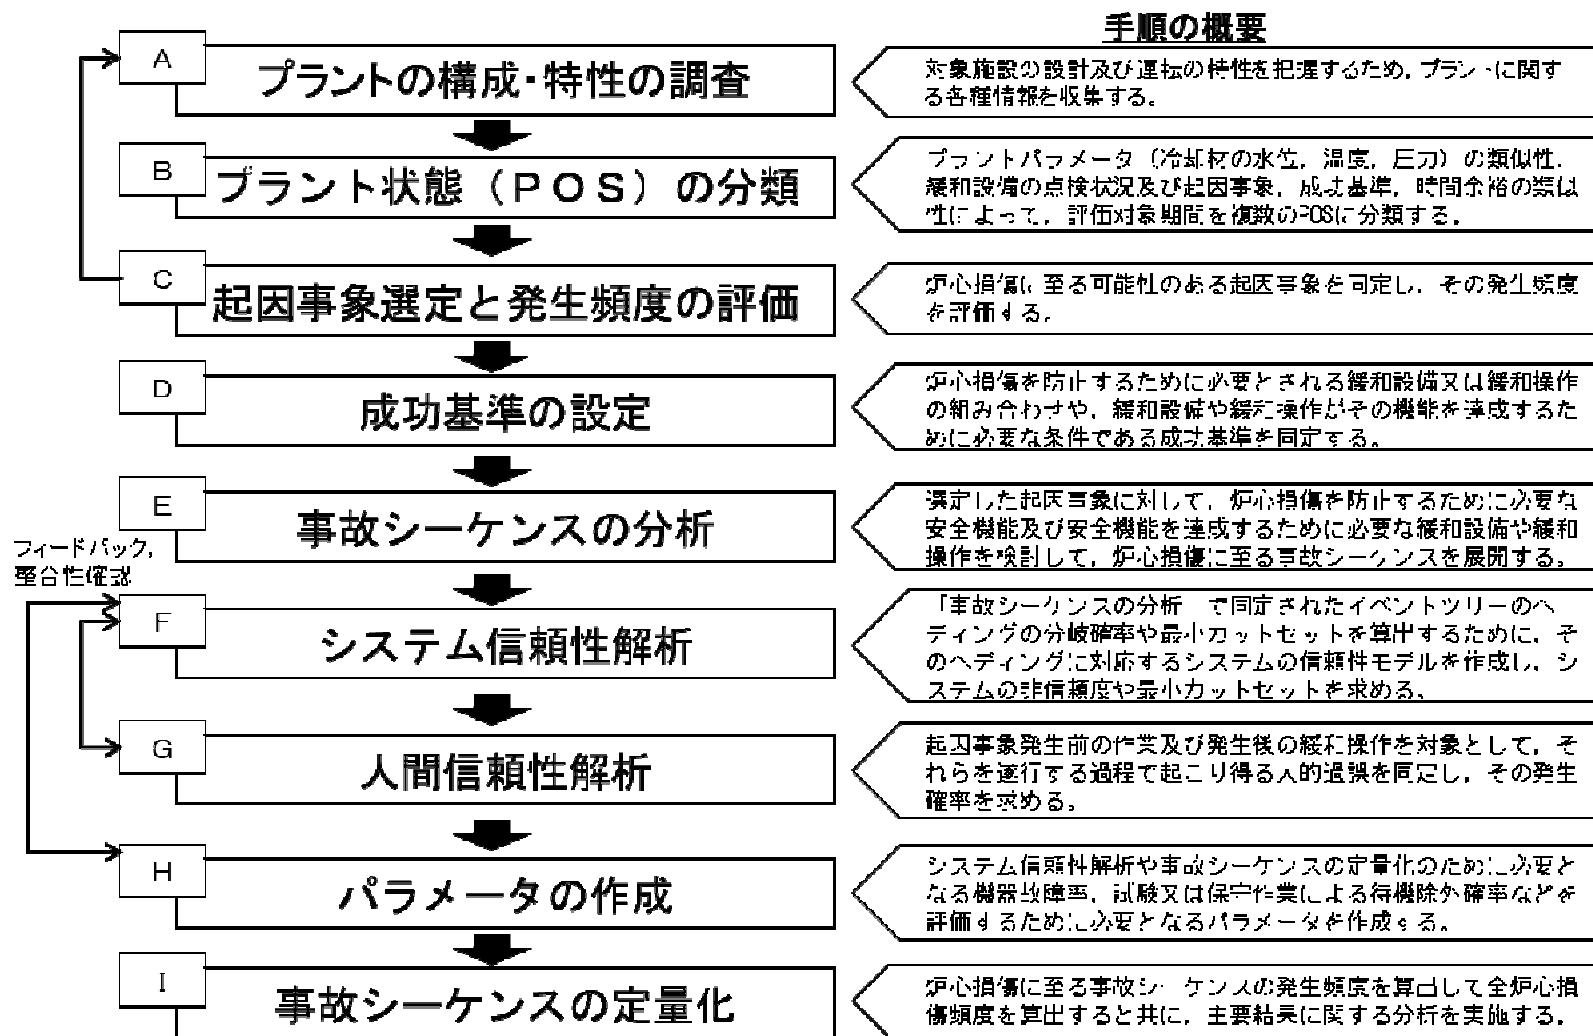 手順の概要
A
プラントの構成・特性の調査
対象施設の設計及び運転の特性を把握するため，プラントに関す
る各種情報を収集する。
B
プラント状態（ＰＯＳ）の分類
プラントパラメータ（冷却材の水位，温度，圧力）の類似性，
緩和設備の点検状況及び起因事象，成功基準，時間余裕の類似
性によって，評価対象期間を複数のPOSに分類する。
C
起因事象選定と発生頻度の評価
炉心損傷に至る可能性のある起因事象を同定し，その発生頻度
を評価する。
D
成功基準の設定
炉心損傷を防止するために必要とされる緩和設備又は緩和操作
の組み合わせや，緩和設備や緩和操作がその機能を達成するた
めに必要な条件である成功基準を同定する。
E
事故シーケンスの分析
選定した起因事象に対して，炉心損傷を防止するために必要な
安全機能及び安全機能を達成するために必要な緩和設備や緩和
操作を検討して，炉心損傷に至る事故シーケンスを展開する。
フィードバック，
整合性確認
F
システム信頼性解析
「事故シーケンスの分析」で同定されたイベントツリーのヘ
ディングの分岐確率や最小カットセットを算出するために，そ
のヘディングに対応するシステムの信頼性モデルを作成し，シ
ステムの非信頼度や最小カットセットを求める。
G
人間信頼性解析
起因事象発生前の作業及び発生後の緩和操作を対象として，そ
れらを遂行する過程で起こり得る人的過誤を同定し，その発生
確率を求める。
H
パラメータの作成
システム信頼性解析や事故シーケンスの定量化のために必要と
なる機器故障率，試験又は保守作業による待機除外確率などを
評価するために必要となるパラメータを作成する。
I
事故シーケンスの定量化
炉心損傷に至る事故シーケンスの発生頻度を算出して全炉心損
傷頻度を算出すると共に，主要結果に関する分析を実施する。